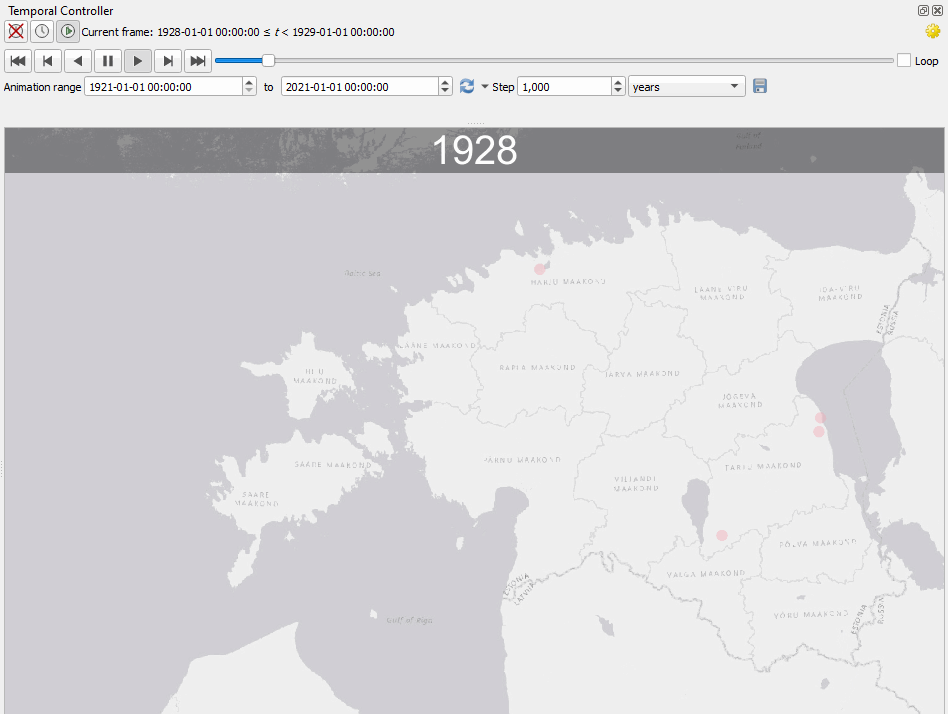 Temporal Controller
Current frame: 1928-01-01 00:00:00 ≤ t < 1929-01-01 00:00:00
Loop
Animation range 1921-01-01 00:00:00 to 2021-01-01 00:00:00 Step 1,000 years
1928
Finland
Baltic Sea
HARJU MAAKOND
LÄÄNE-VIRU
MAAKOND
IDA-VIRU
MAAKOND
ESTONIA
RUSSIA
LÄÄNE MAAKOND
RAPLA MAAKOND
JÄRVA MAAKOND
HIIU
MAAKOND
JÕGEVA
MAAKOND
SAARE MAAKOND
PÄRNU MAAKOND
TARTU MAAKOND
VILJANDI
MAAKOND
SAARE
MAAKOND
PÕLVA MAAKOND
VALGA MAAKOND
ESTONIA
LATVIA
VÕRU MAAKOND
ESTONIA
RUSSIA
Gulf of Riga